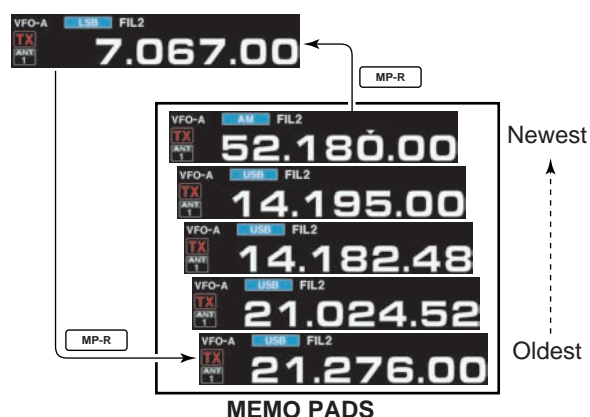 VFO-A LSB FIL2
TX
ANT
1
7.067.00
MP-R
VFO-A AM FIL2
TX
ANT
1
52.180.00
Newest
VFO-A USB FIL2
TX
ANT
1
14.195.00
VFO-A USB FIL2
TX
ANT
1
14.182.48
VFO-A USB FIL2
TX
ANT
1
21.024.52
MP-R
VFO-A USB FIL2
TX
ANT
1
21.276.00
Oldest
MEMO PADS